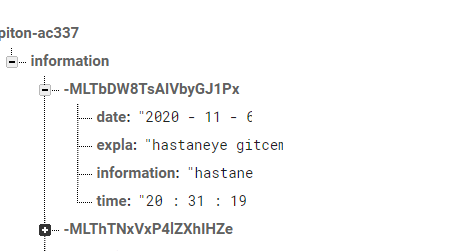 piton-ac337
information
-MLTbDW8TsAIVbyGJ1Px
date: "2020 - 11 - 6
expla: "hastaneye gitcem
information: "hastane
time: "20 : 31 : 19
-MLThTNxVxP4lZXhIHZe